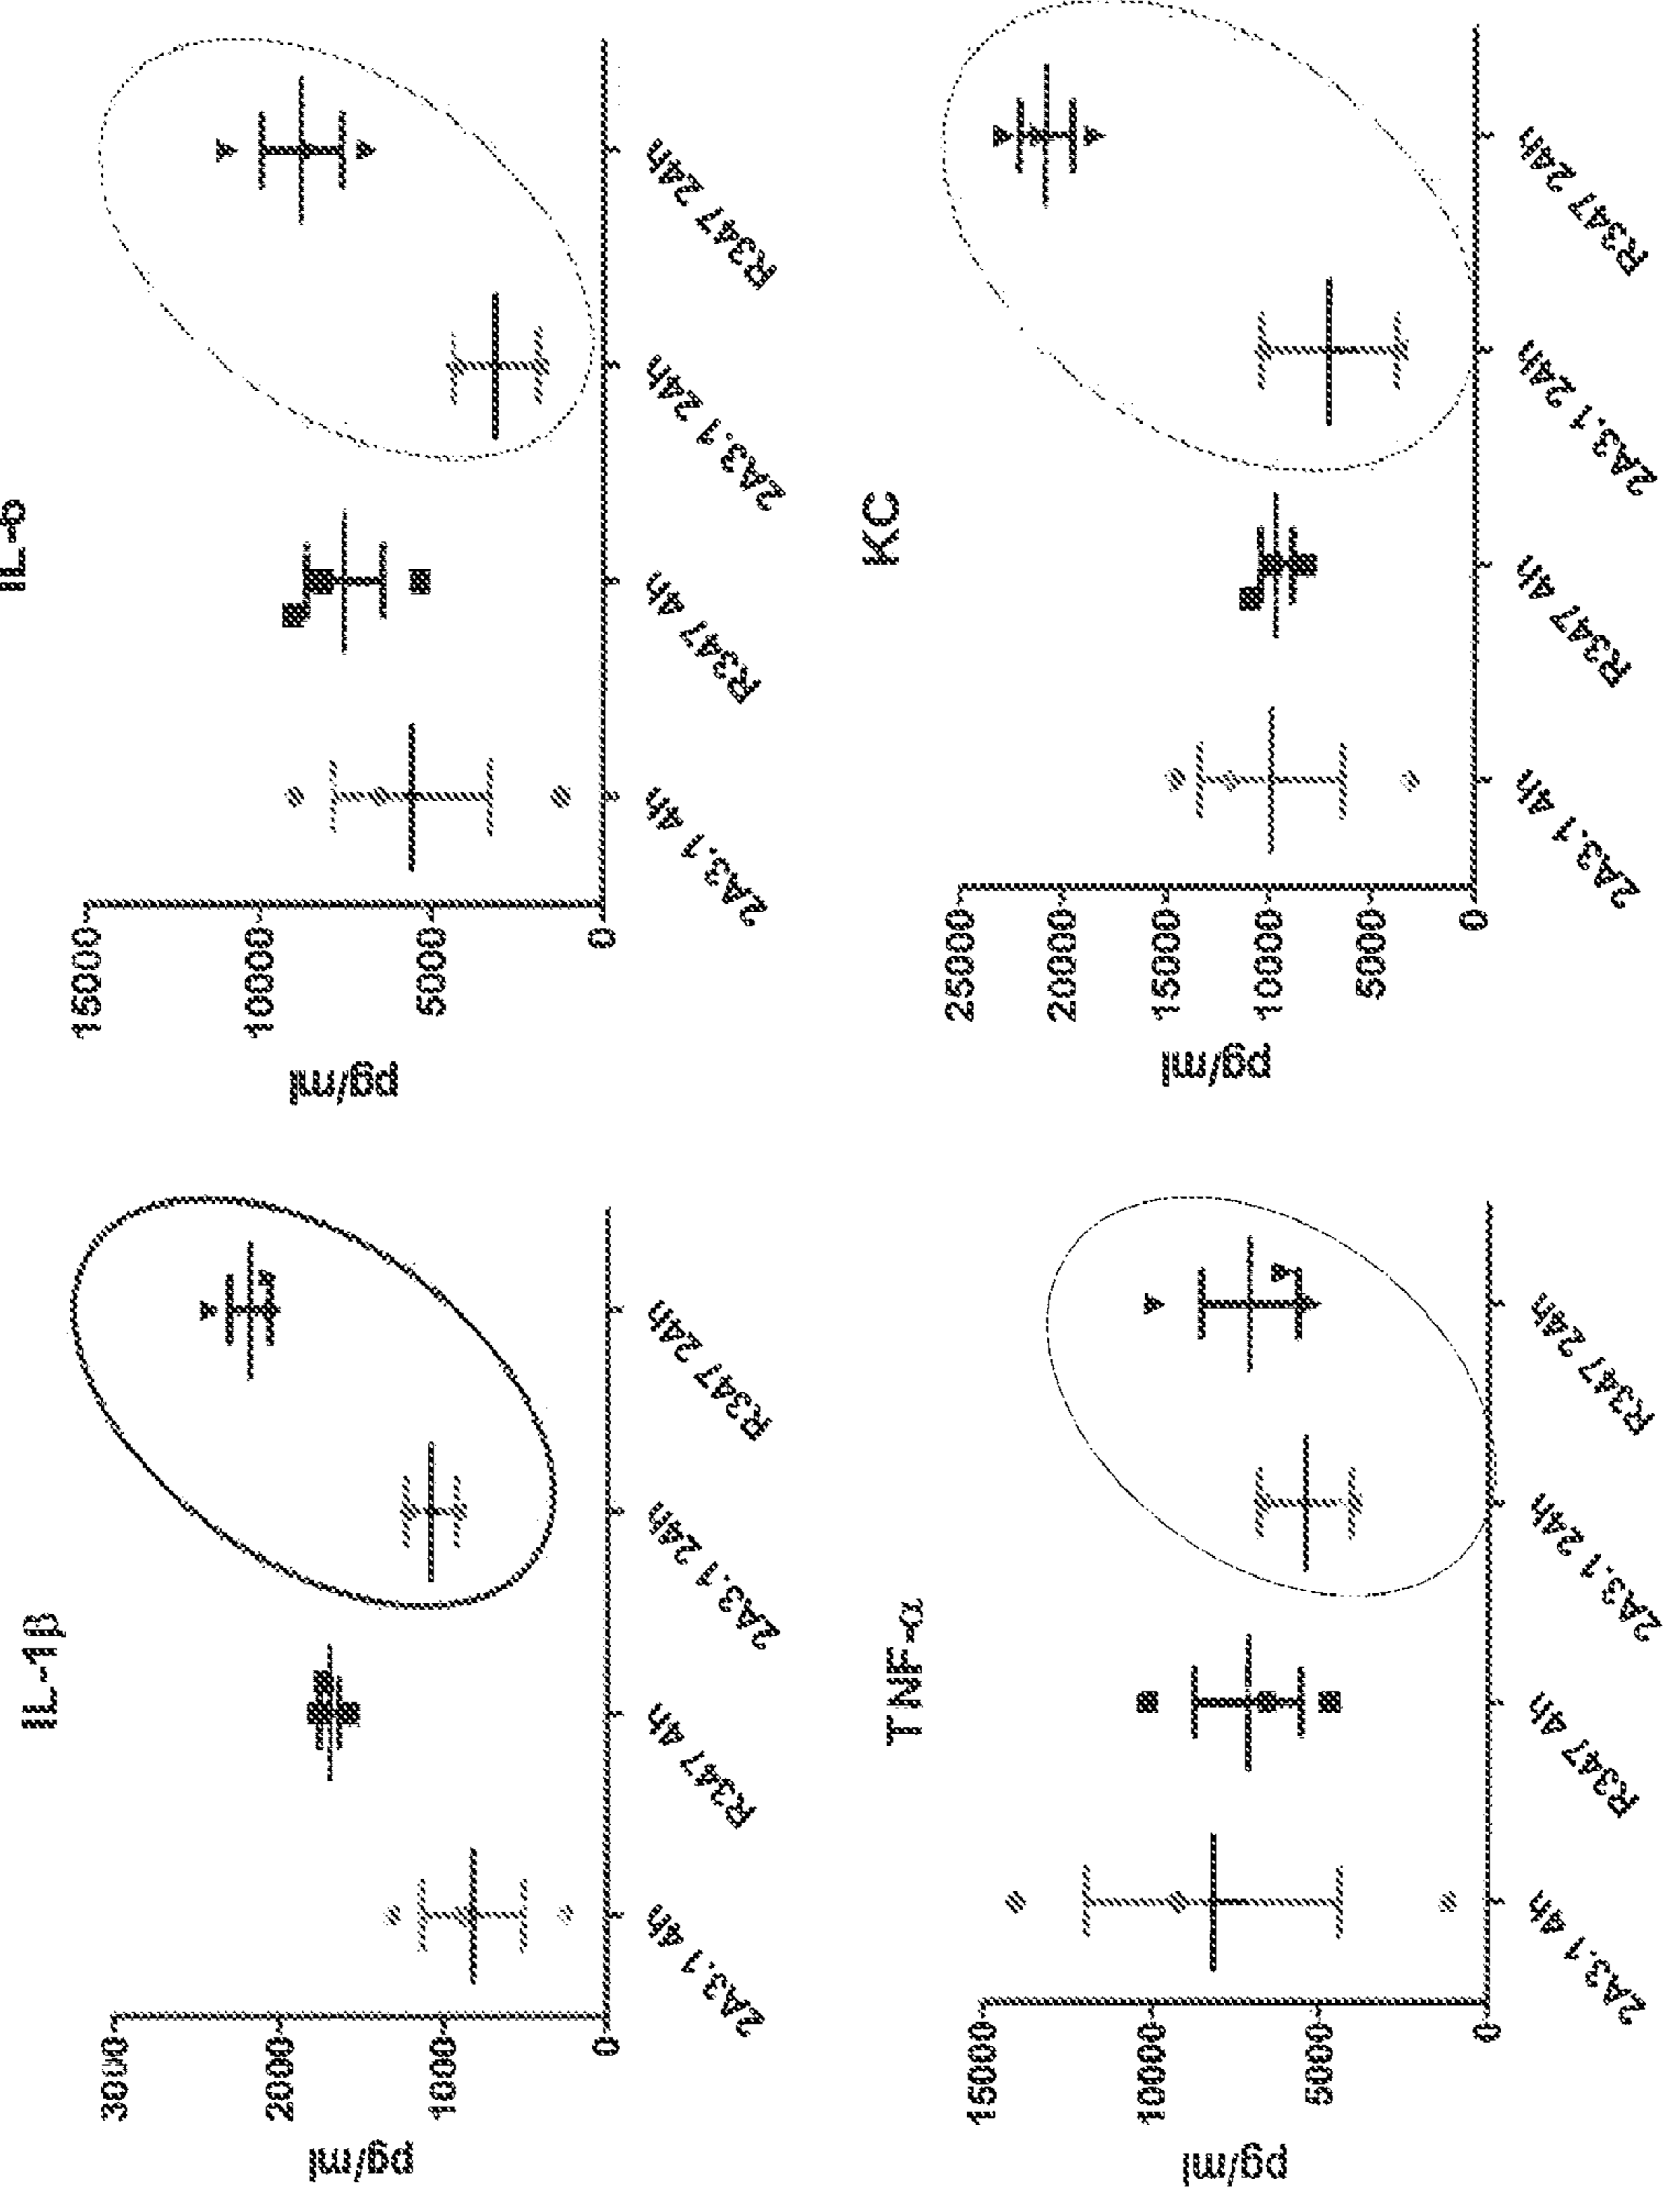 IL-1β
pg/ml
30000
20000
10000
0
2A3.1 4h
R347 4h
2A3.1 24h
R347 24h
IL-6
pg/ml
15000
10000
5000
0
2A3.1 4h
R347 4h
2A3.1 24h
R347 24h
TNF-α
pg/ml
15000
10000
5000
0
2A3.1 4h
R347 4h
2A3.1 24h
R347 24h
KC
pg/ml
25000
20000
15000
10000
5000
0
2A3.1 4h
R347 4h
2A3.1 24h
R347 24h